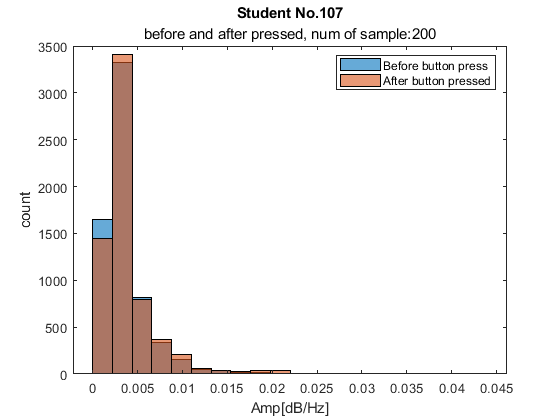 Student No.107
before and after pressed, num of sample:200
3500
3000
2500
2000
1500
1000
500
0
count
Before button press
After button pressed
0 0.005 0.01 0.015 0.02 0.025 0.03 0.035 0.04 0.045
Amp[dB/Hz]